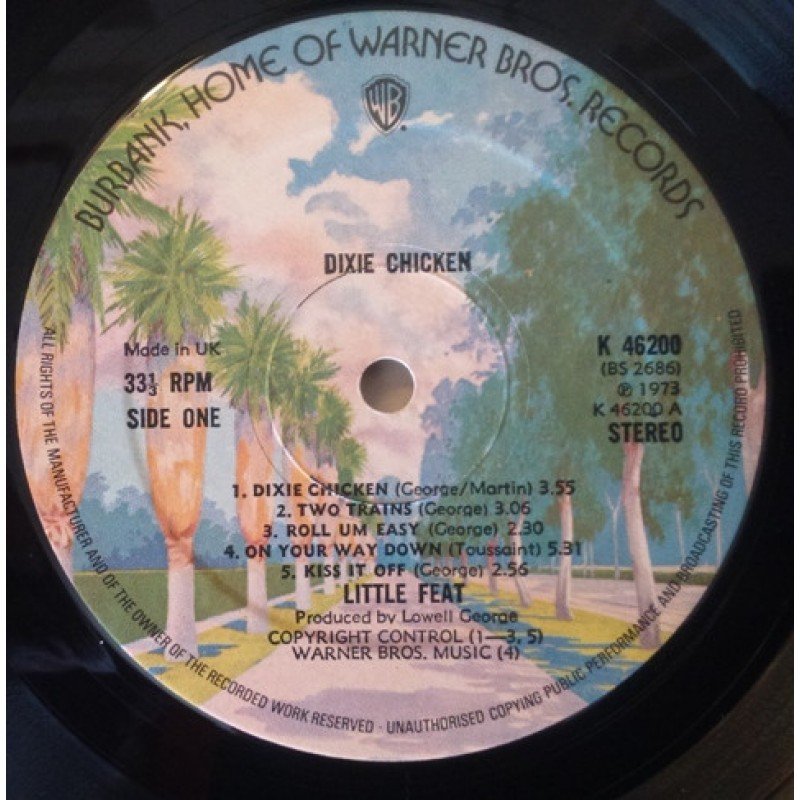 BURBANK, HOME OF WARNER BROS. RECORDS
WB
DIXIE CHICKEN
Made in UK
33⅓ RPM
SIDE ONE
K 46200
(BS 2686)
℗ 1973
K 46200 A
STEREO
1. DIXIE CHICKEN (George/Martin) 3.55
2. TWO TRAINS (George) 3.06
3. ROLL UM EASY (George) 2.30
4. ON YOUR WAY DOWN (Toussaint) 5.31
5. KISS IT OFF (George) 2.56
LITTLE FEAT
Produced by Lowell George
COPYRIGHT CONTROL (1—3, 5)
WARNER BROS. MUSIC (4)
ALL RIGHTS OF THE MANUFACTURER AND OF THE OWNER OF THE RECORDED WORK RESERVED - UNAUTHORISED COPYING PUBLIC PERFORMANCE AND BROADCASTING OF THIS RECORD PROHIBITED